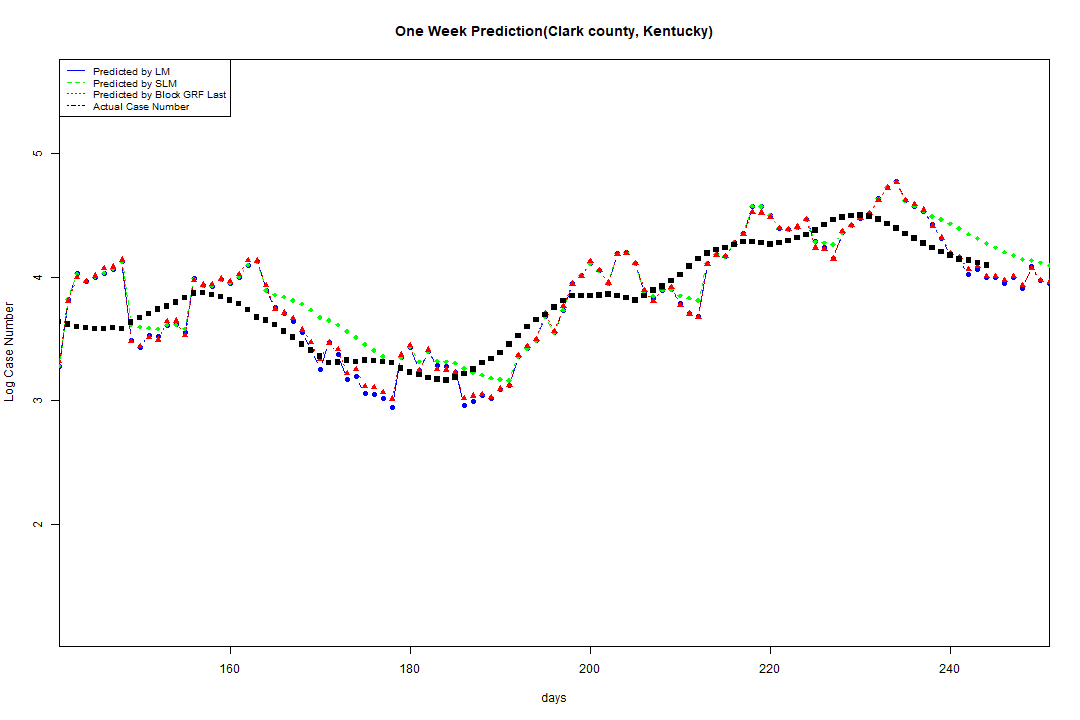 One Week Prediction(Clark county, Kentucky)
Predicted by LM
Predicted by SLM
Predicted by Block GRF Last
Actual Case Number
5
4
3
2
Log Case Number
160 180 200 220 240
days